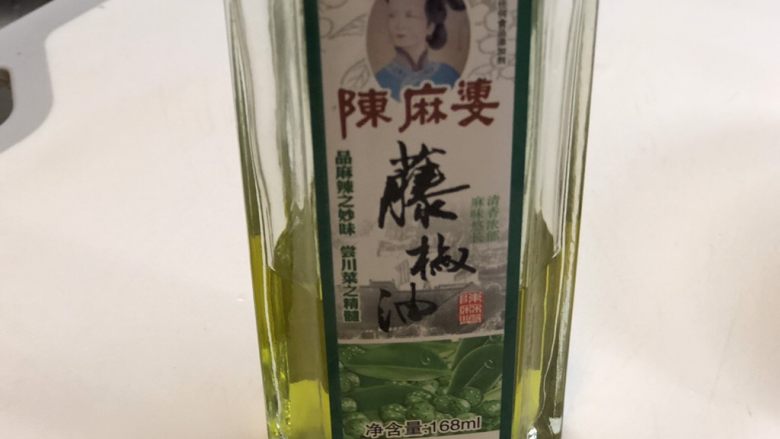 陳麻婆
品麻辣之妙味 尝川菜之精髓
藤椒油
清香浓郁
麻味悠长
净含量:168ml